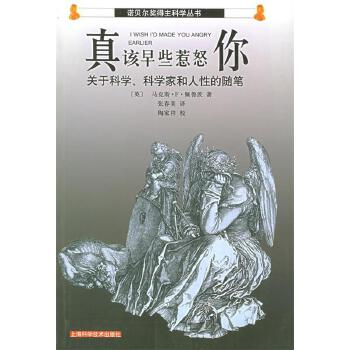 诺贝尔奖得主科学丛书
I WISH I'D MADE YOU ANGRY
EARLIER
真该早些惹怒你
关于科学、科学家和人性的随笔
［英］ 马克斯·F·佩鲁茨 著
张春美 译
梅家祥 校
上海科学技术出版社